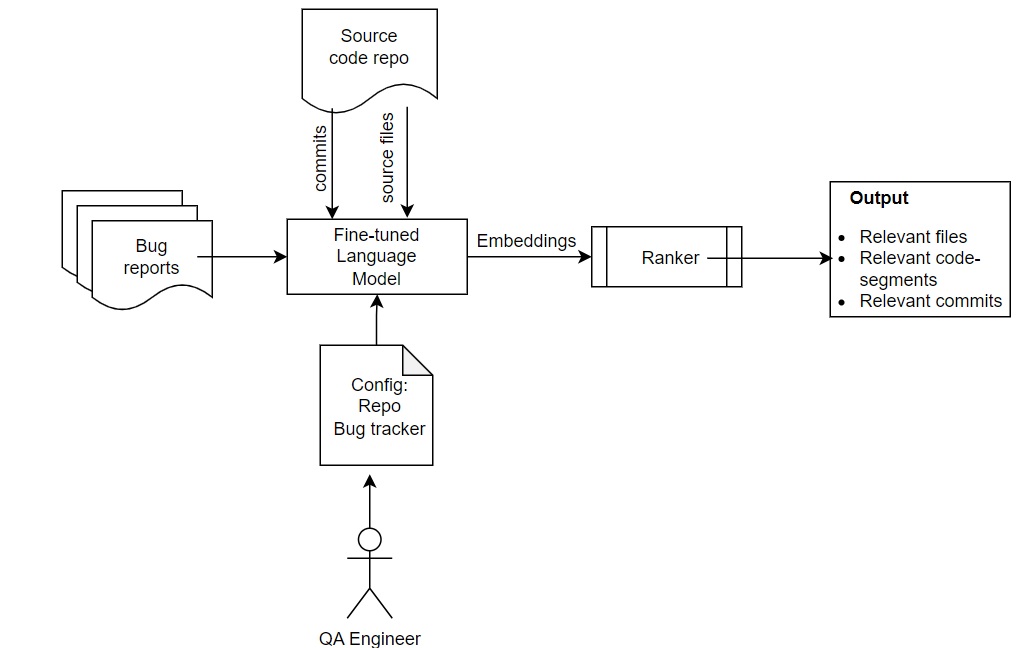 Source
code repo
commits
source files
Bug
reports
Fine-tuned
Language
Model
Embeddings
Ranker
Output
• Relevant files
• Relevant code-
segments
• Relevant commits
Config:
Repo
Bug tracker
QA Engineer